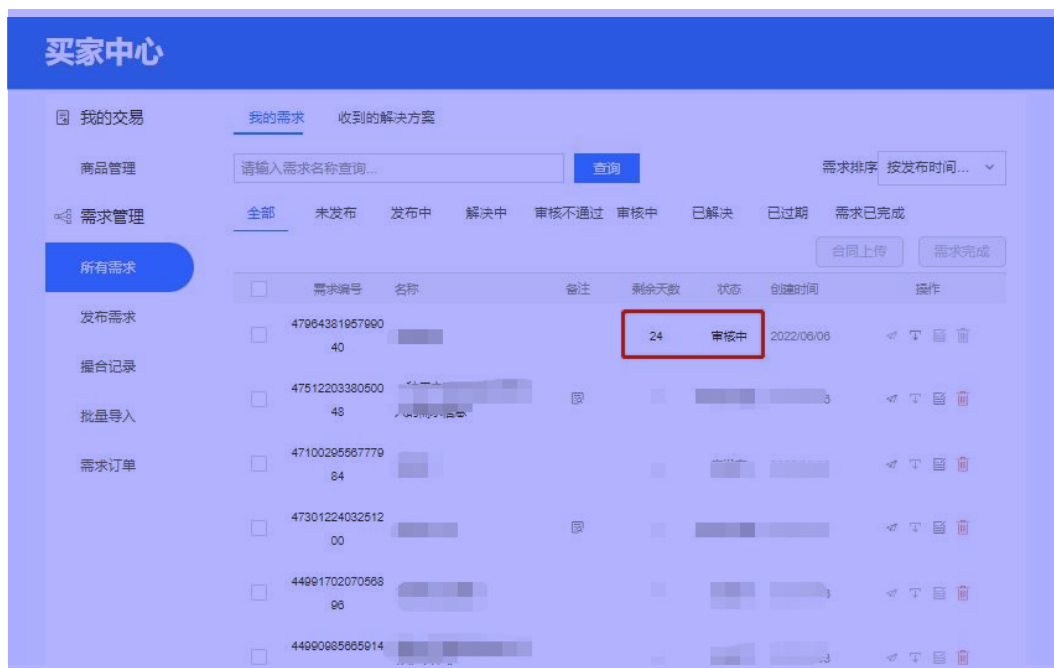 买家中心
我的交易
商品管理
需求管理
所有需求
发布需求
撮合记录
批量导入
需求订单
我的需求 收到的解决方案
请输入需求名称查询... 查询 需求排序 按发布时间...
全部 未发布 发布中 解决中 审核不通过 审核中 已解决 已过期 需求已完成
合同上传 需求完成
需求编号 名称 备注 剩余天数 状态 创建时间 操作
47964381957990
40
24 审核中 2022/06/06
47512203380500
48
47100295567779
84
47301224032512
00
44991702070568
96
44990985665914